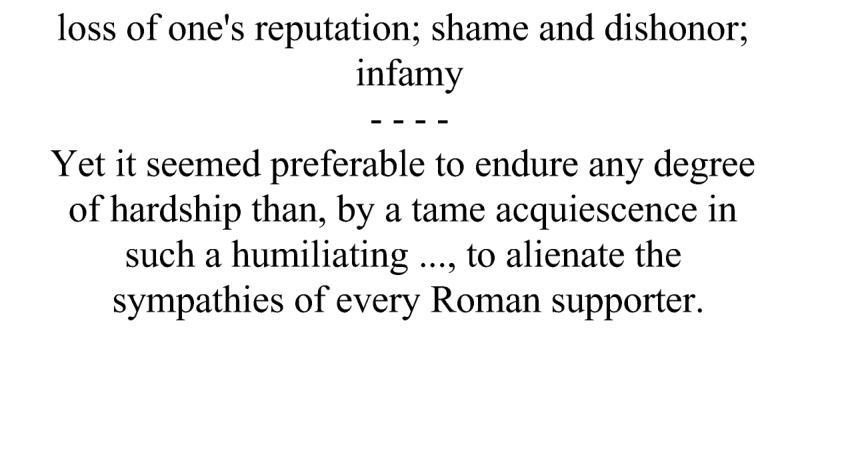 loss of one's reputation; shame and dishonor;
infamy
- - - -
Yet it seemed preferable to endure any degree
of hardship than, by a tame acquiescence in
such a humiliating ..., to alienate the
sympathies of every Roman supporter.